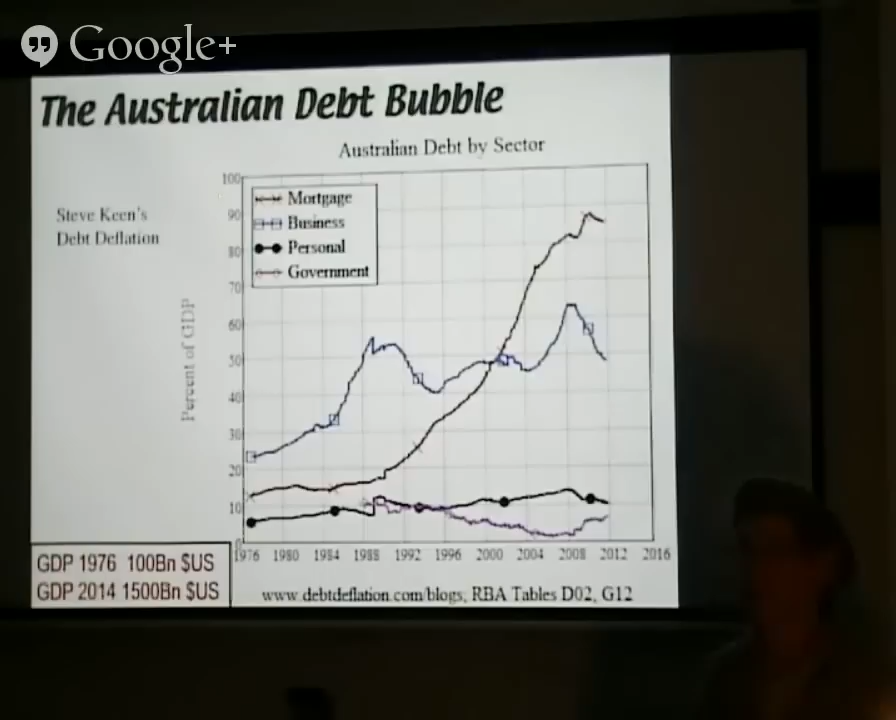 Google+
The Australian Debt Bubble
Australian Debt by Sector
Steve Keen's
Debt Deflation
Mortgage
Business
Personal
Government
Percent of GDP
100
90
80
70
60
50
40
30
20
10
0
1976 1980 1984 1988 1992 1996 2000 2004 2008 2012 2016
GDP 1976 100Bn $US
GDP 2014 1500Bn $US
www.debtdeflation.com/blogs, RBA Tables D02, G12